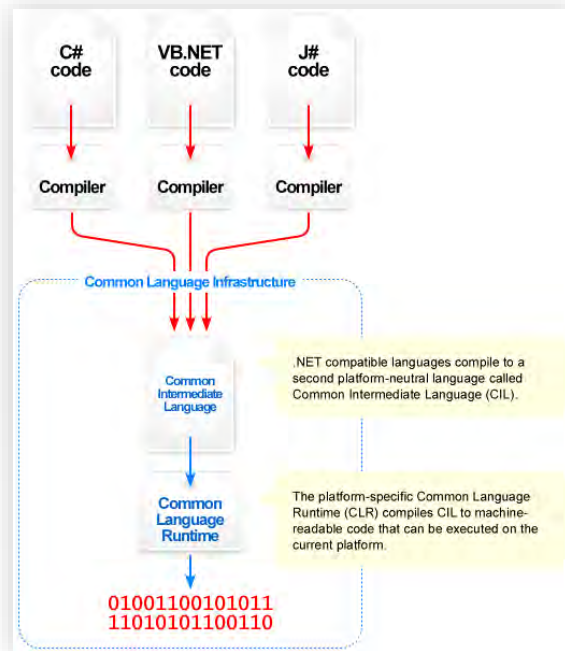 C# code
VB.NET code
J# code
Compiler
Compiler
Compiler
Common Language Infrastructure
Common
Intermediate
Language
.NET compatible languages compile to a
second platform-neutral language called
Common Intermediate Language (CIL).
Common
Language
Runtime
The platform-specific Common Language
Runtime (CLR) compiles CIL to machine-
readable code that can be executed on the
current platform.
01001100101011
11010101100110